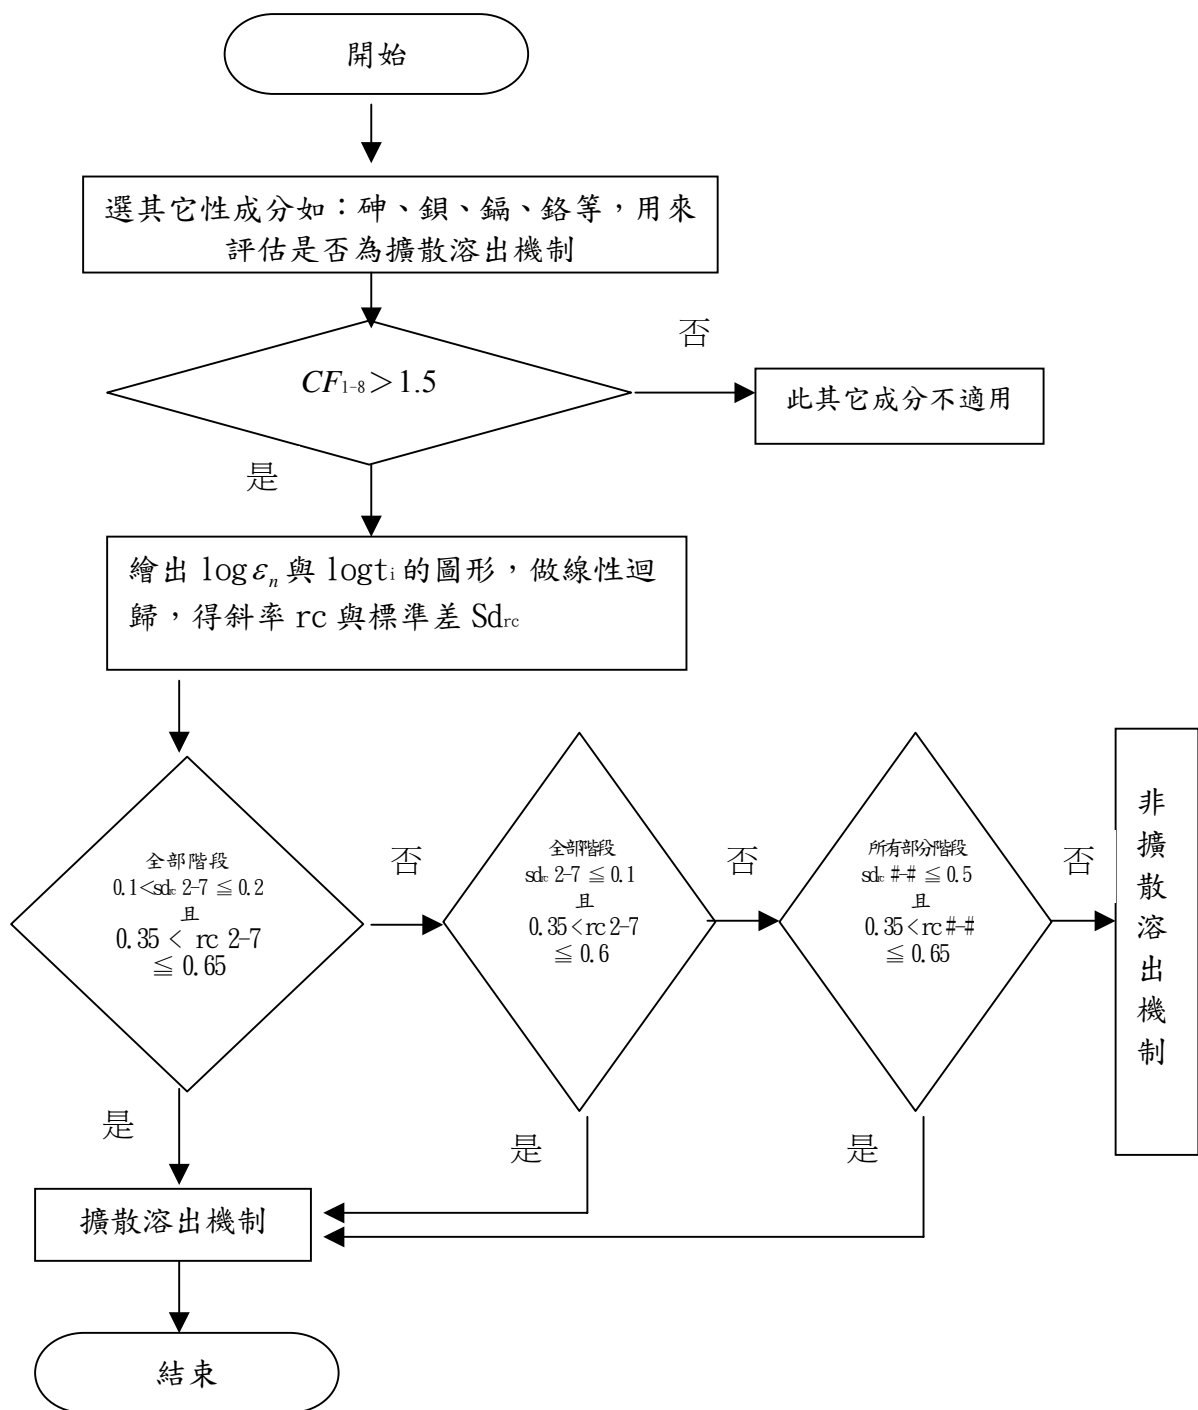 開始
選其它性成分如：砷、鋇、鎘、鉻等，用來
評估是否為擴散溶出機制
否
CF1-8＞1.5
此其它成分不適用
是
繪出 logεn與 logti 的圖形，做線性迴
歸，得斜率 rc 與標準差 Sdrc
全部階段
0.1<sdrc 2-7 ≦ 0.2
且
0.35 < rc 2-7
≦ 0.65
否
全部階段
sdrc 2-7 ≦ 0.1
且
0.35<rc 2-7
≦ 0.6
否
所有部分階段
sdrc #-# ≦ 0.5
且
0.35<rc #-#
≦ 0.65
否
非擴散溶出機制
是
是
是
擴散溶出機制
結束